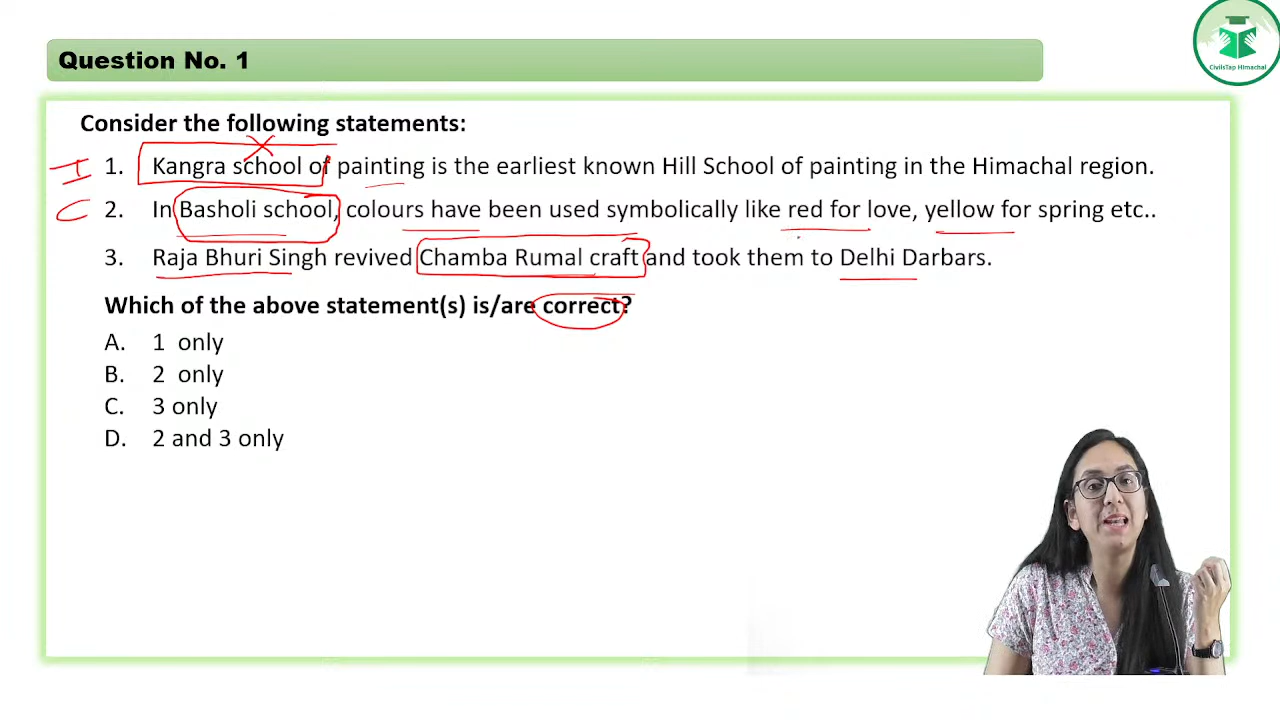 Question No. 1
CivilsTap Himachal
Consider the following statements:
I 1. Kangra school of painting is the earliest known Hill School of painting in the Himachal region.
C 2. In Basholi school, colours have been used symbolically like red for love, yellow for spring etc..
3. Raja Bhuri Singh revived Chamba Rumal craft and took them to Delhi Darbars.
Which of the above statement(s) is/are correct?
A. 1 only
B. 2 only
C. 3 only
D. 2 and 3 only